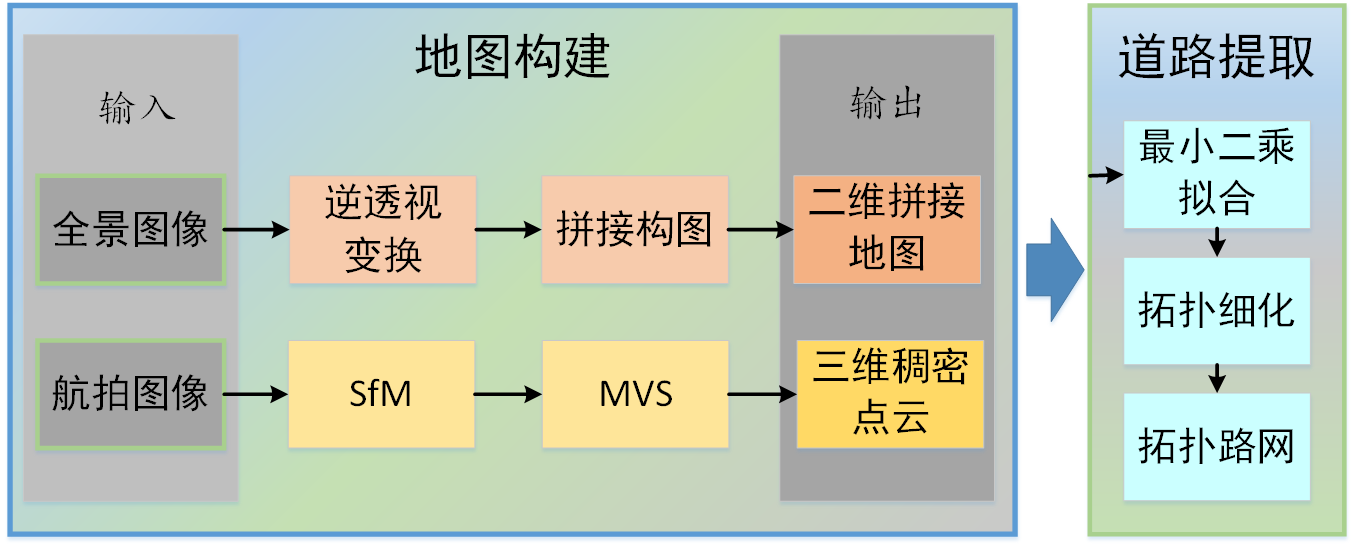 地图构建
输入
输出
全景图像
逆透视
变换
拼接构图
二维拼接
地图
航拍图像
SfM
MVS
三维稠密
点云
道路提取
最小二乘
拟合
拓扑细化
拓扑路网